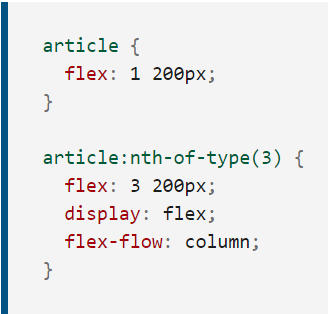 article {
  flex: 1 200px;
}
article:nth-of-type(3) {
  flex: 3 200px;
  display: flex;
  flex-flow: column;
}